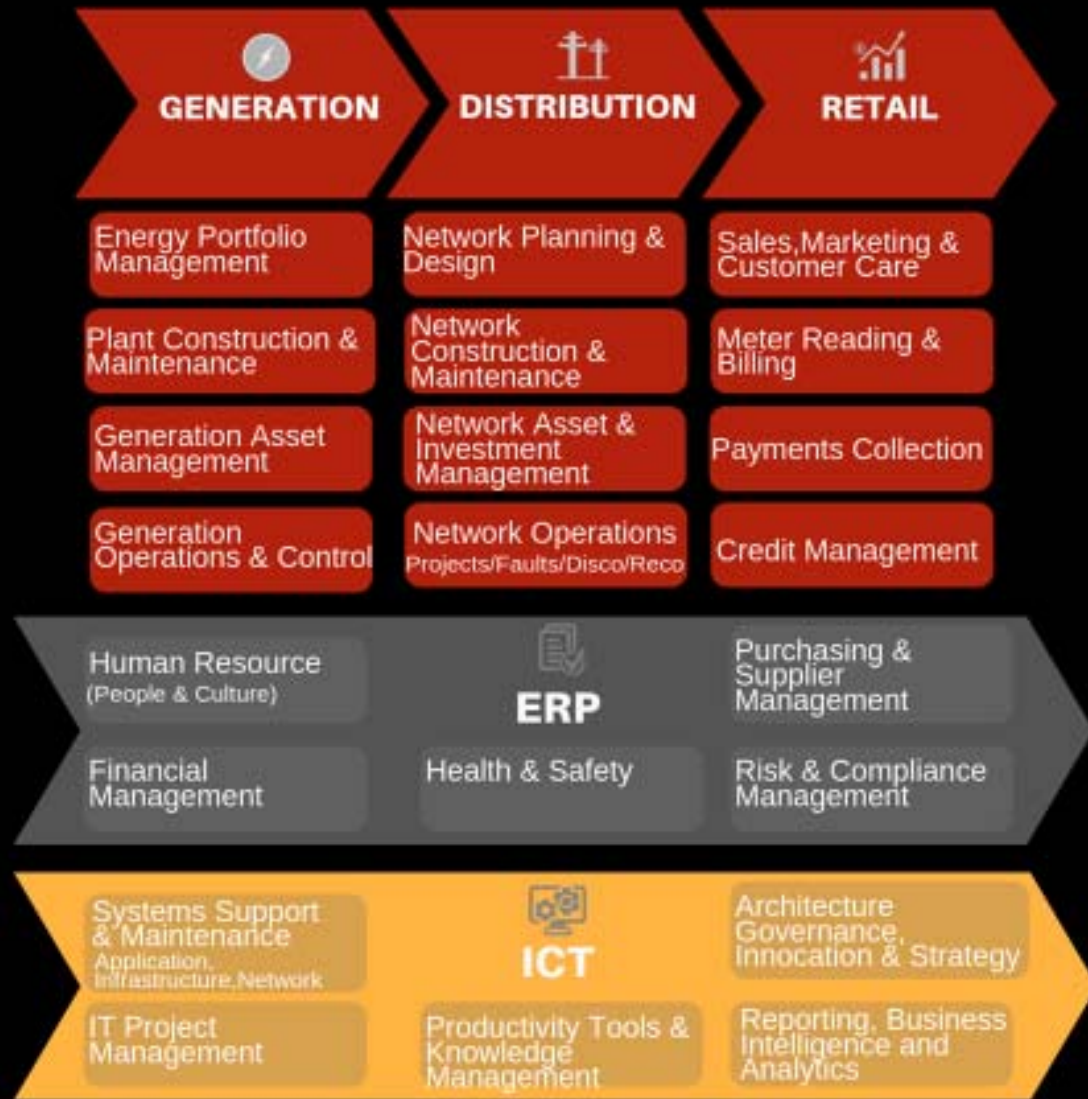 GENERATION
DISTRIBUTION
RETAIL
Energy Portfolio
Management
Network Planning &
Design
Sales,Marketing &
Customer Care
Plant Construction &
Maintenance
Network
Construction &
Maintenance
Meter Reading &
Billing
Generation Asset
Management
Network Asset &
Investment
Management
Payments Collection
Generation
Operations & Control
Network Operations
Projects/Faults/Disco/Reco
Credit Management
Human Resource
(People & Culture)
ERP
Purchasing &
Supplier
Management
Financial
Management
Health & Safety
Risk & Compliance
Management
Systems Support
& Maintenance
Application,
Infrastructure,Network
ICT
Architecture
Governance,
Innocation & Strategy
IT Project
Management
Productivity Tools &
Knowledge
Management
Reporting, Business
Intelligence and
Analytics